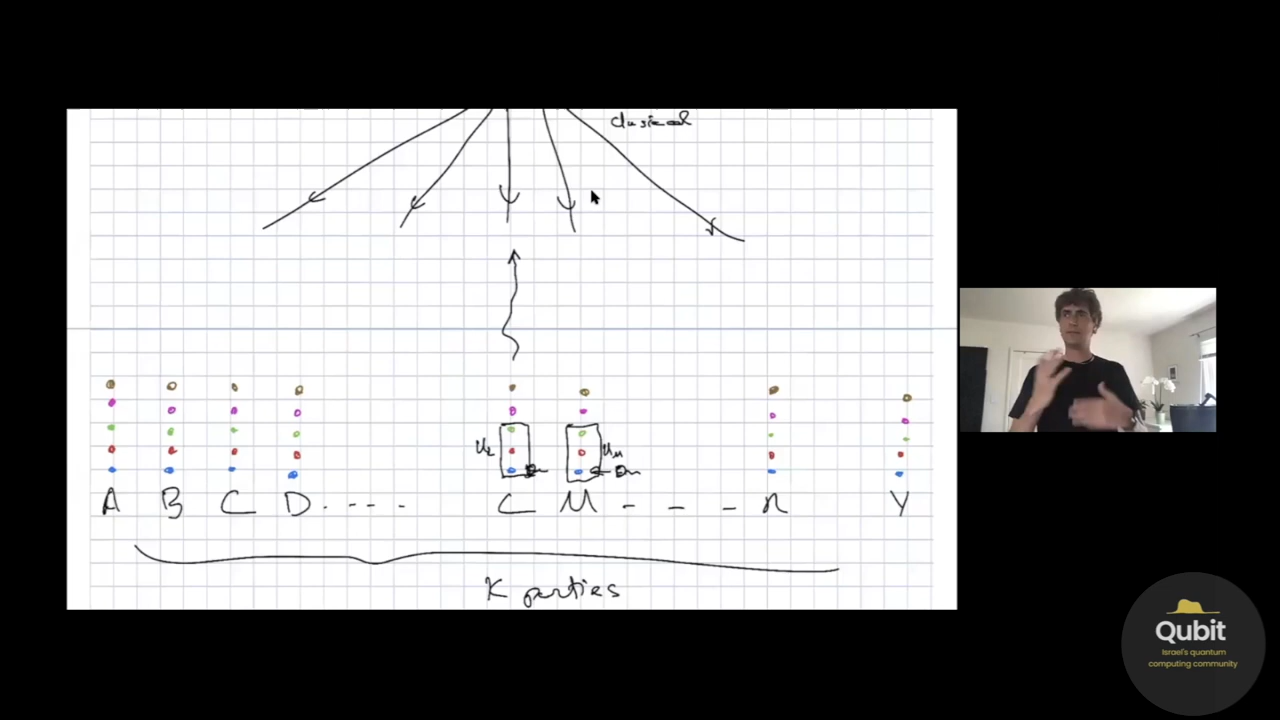 Classical
A B C D . - - - . C M - - - n Y
K parties
Qubit
Israel's quantum
computing community